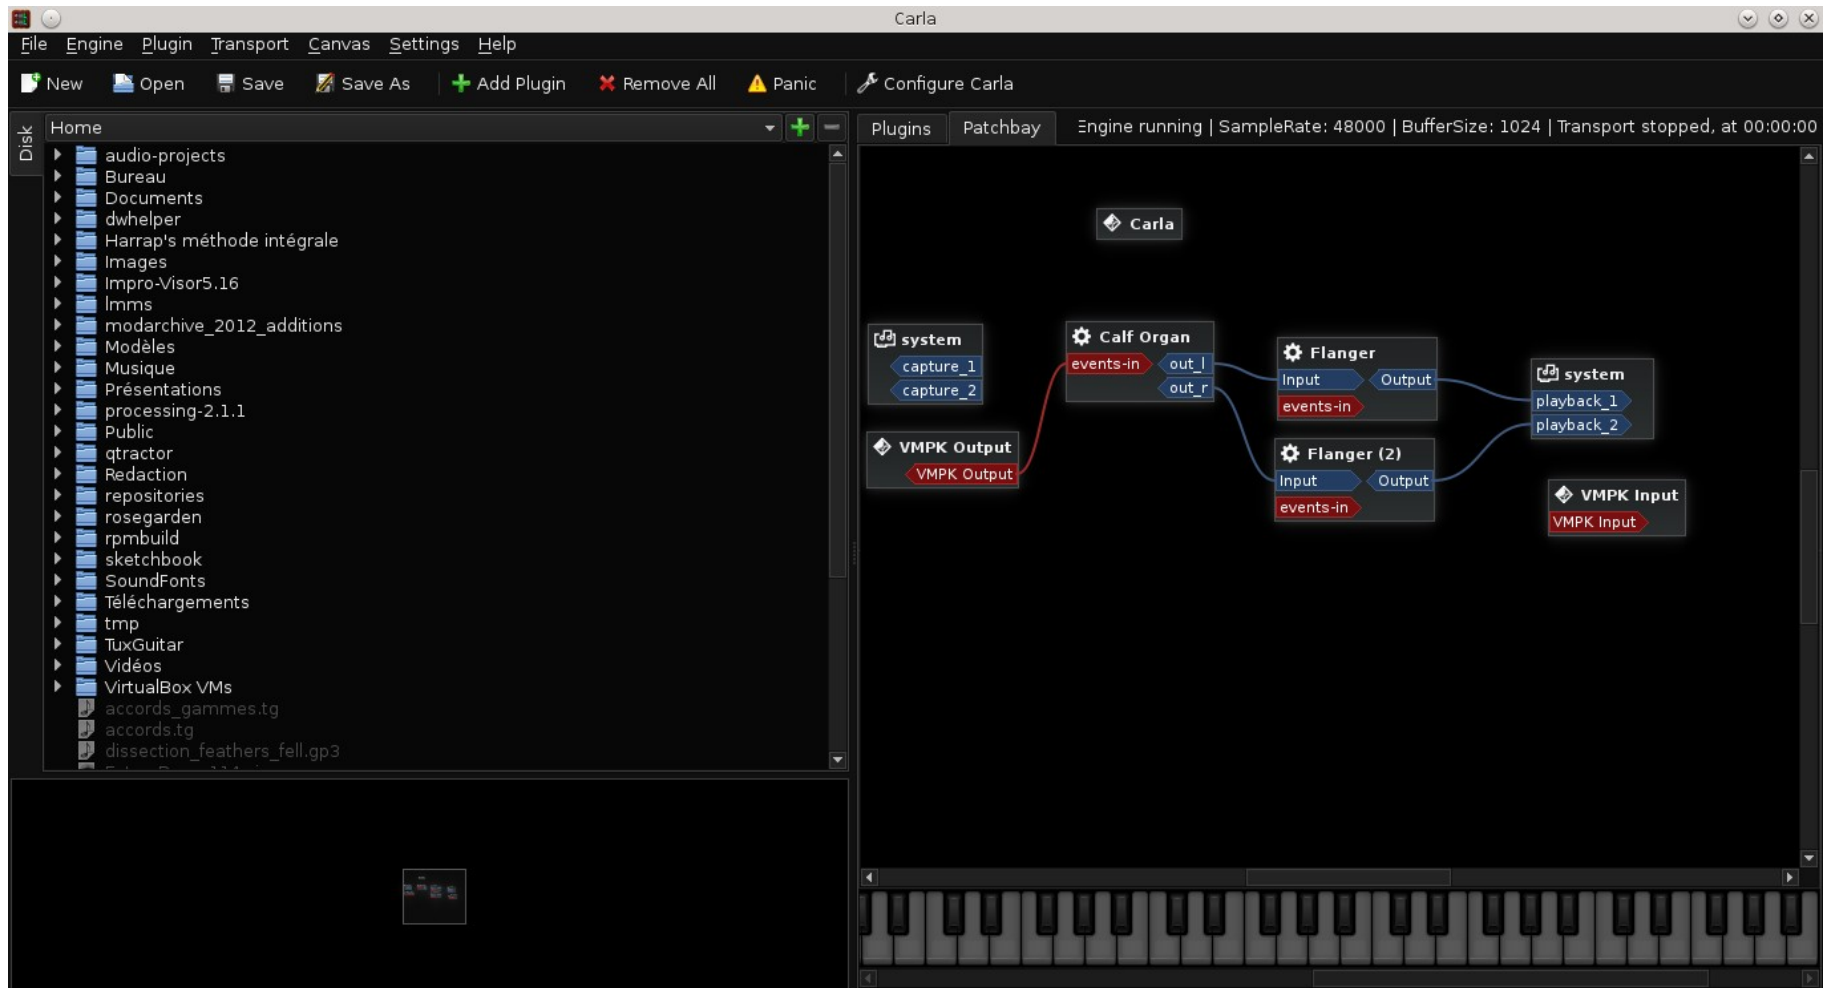 Carla
File Engine Plugin Transport Canvas Settings Help
New Open Save Save As Add Plugin Remove All Panic Configure Carla
Disk
Home
audio-projects
Bureau
Documents
dwhelper
Harrap's méthode intégrale
Images
Impro-Visor5.16
lmms
modarchive_2012_additions
Modèles
Musique
Présentations
processing-2.1.1
Public
qtractor
Redaction
repositories
rosegarden
rpmbuild
sketchbook
SoundFonts
Téléchargements
tmp
TuxGuitar
Vidéos
VirtualBox VMs
accords_gammes.tg
accords.tg
dissection_feathers_fell.gp3
Plugins Patchbay Engine running | SampleRate: 48000 | BufferSize: 1024 | Transport stopped, at 00:00:00
Carla
system
capture_1
capture_2
VMPK Output
VMPK Output
Calf Organ
events-in out_l
out_r
Flanger
Input Output
events-in
Flanger (2)
Input Output
events-in
system
playback_1
playback_2
VMPK Input
VMPK Input